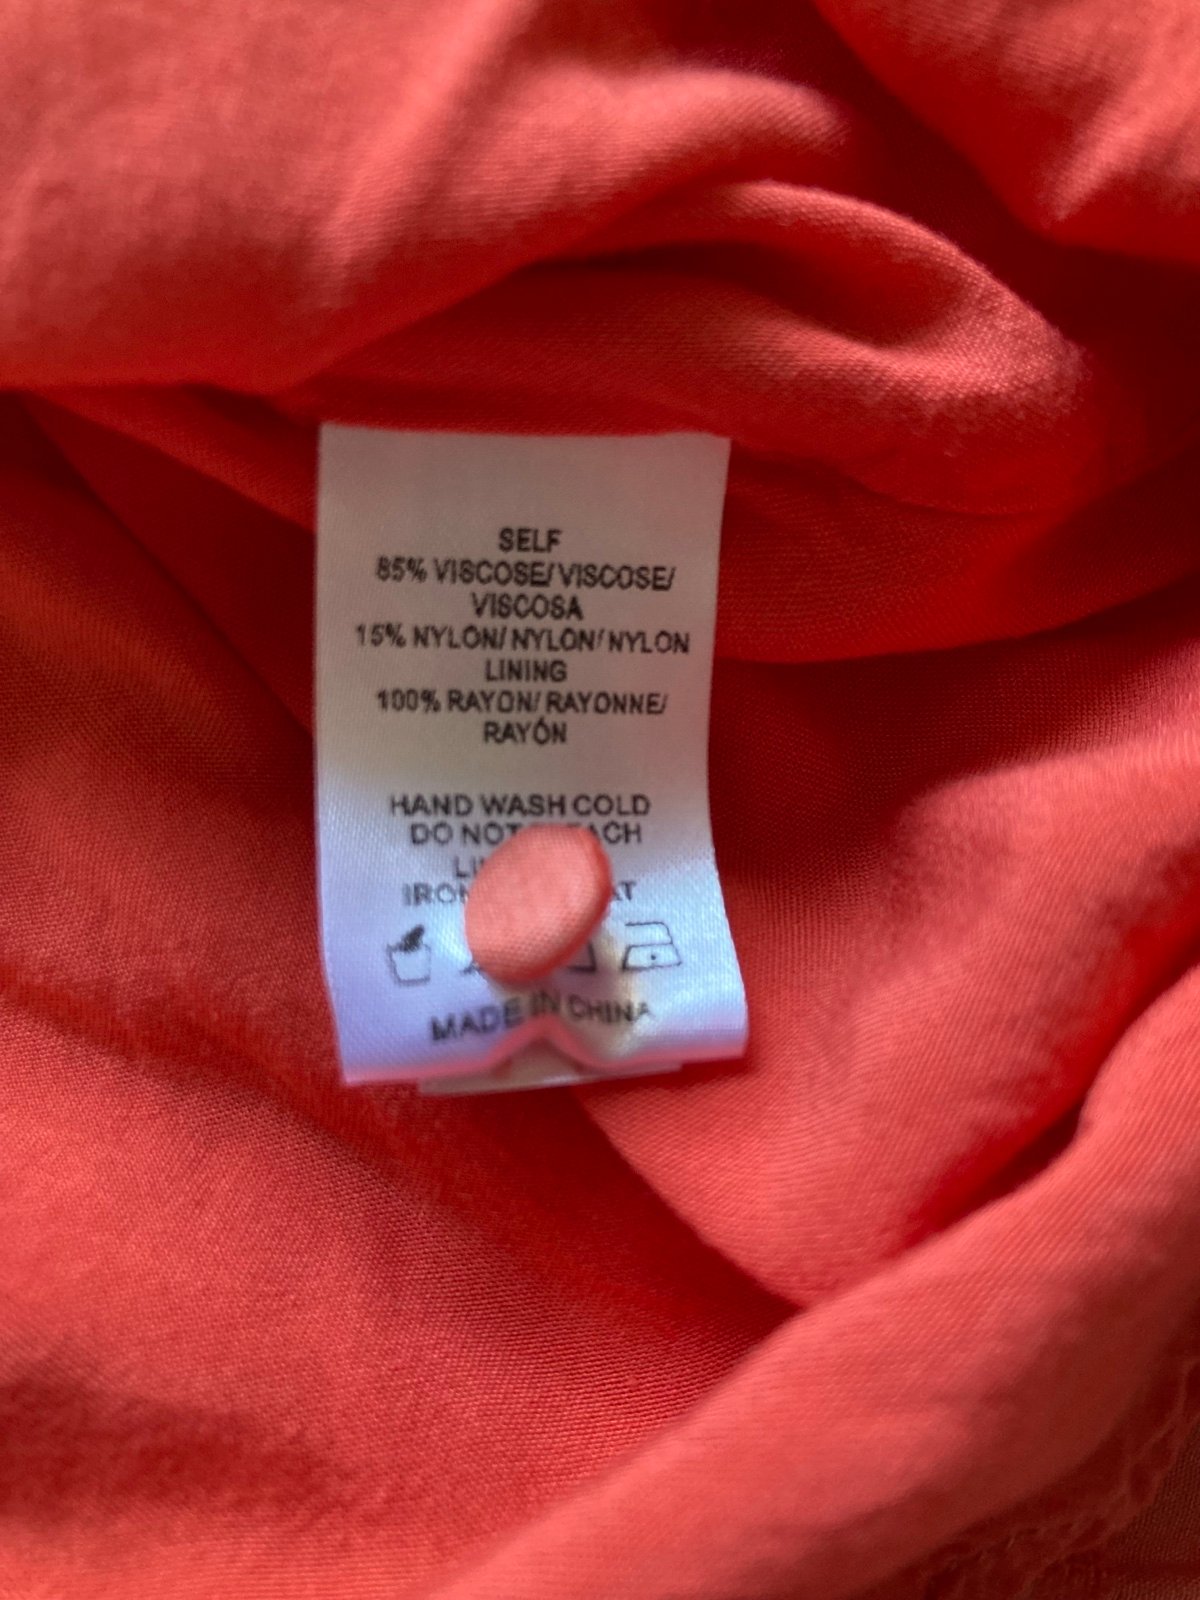 SELF
85% VISCOSE/ VISCOSE/
VISCOSA
15% NYLON/ NYLON/ NYLON
LINING
100% RAYON/ RAYONNE/
RAYÓN
HAND WASH COLD
DO NOT
IRON
MADE IN CHINA